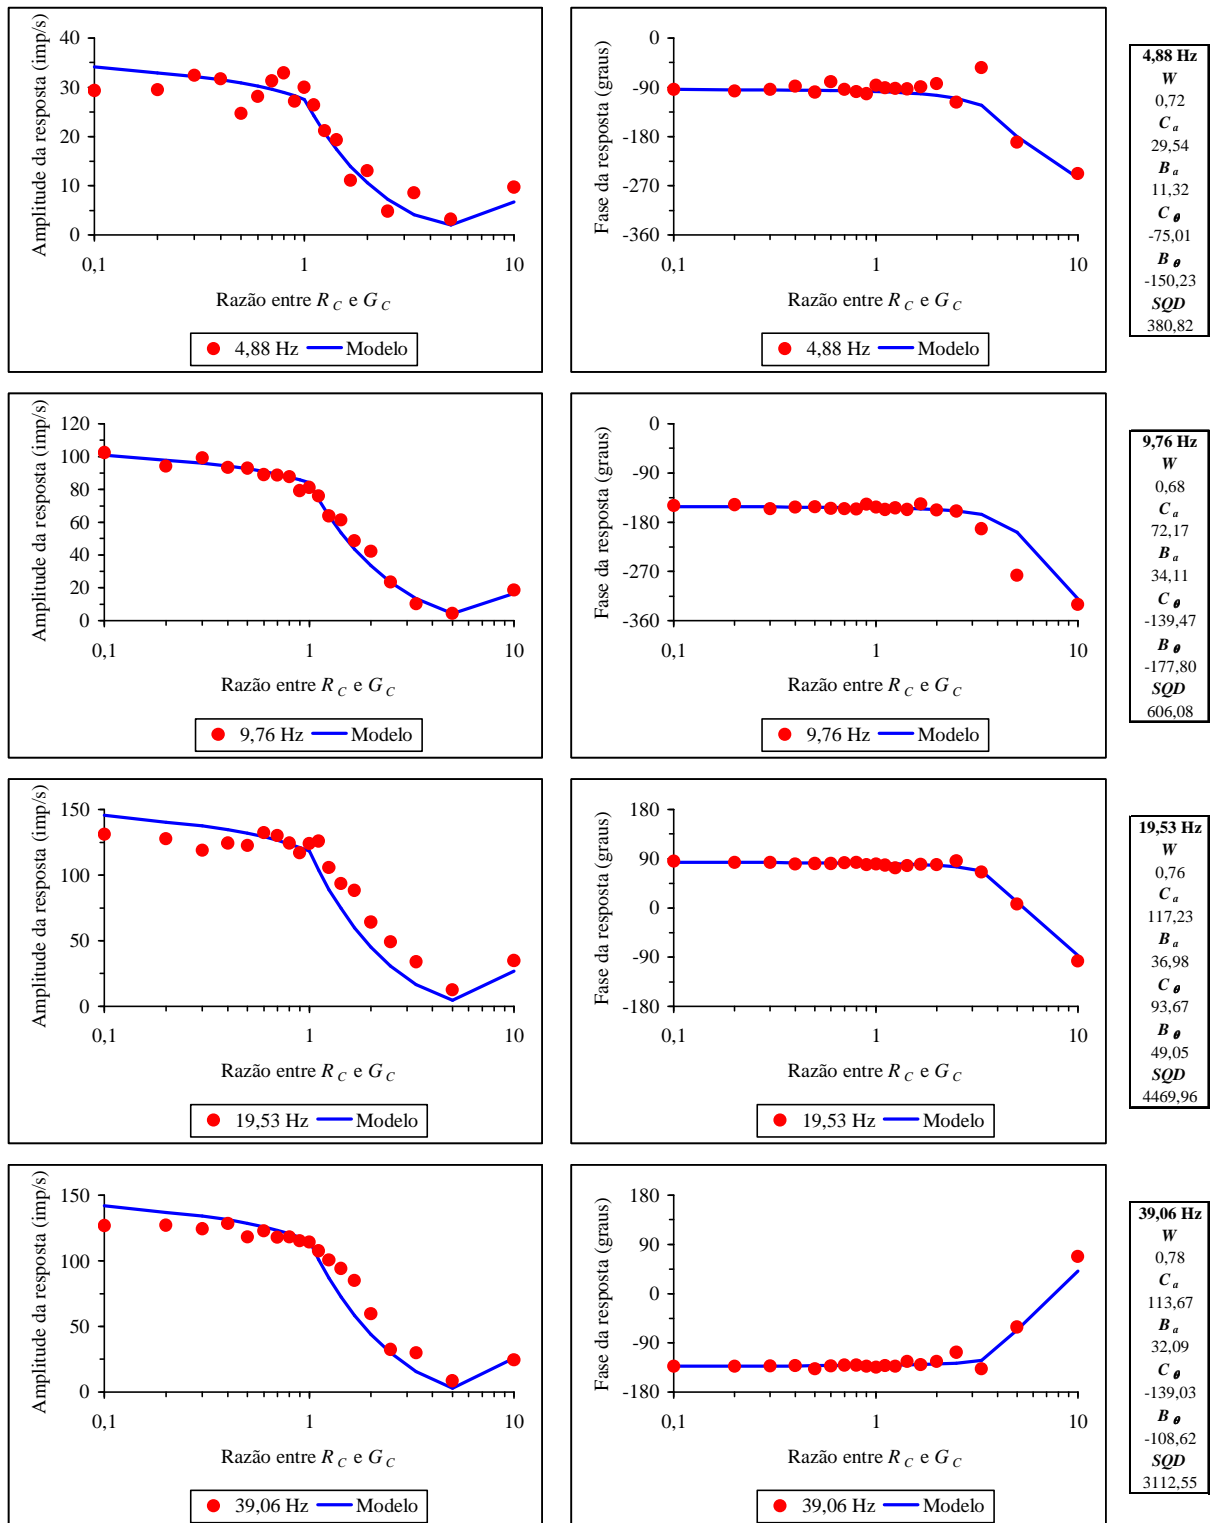 Amplitude da resposta (imp/s)
40
30
20
10
0
0,1
1
10
Razão entre R C e G C
4,88 Hz Modelo
Fase da resposta (graus)
0
-90
-180
-270
-360
0,1
1
10
Razão entre R C e G C
4,88 Hz Modelo
4,88 Hz
W
0,72
C a
29,54
B a
11,32
C θ
-75,01
B θ
-150,23
SQD
380,82
Amplitude da resposta (imp/s)
120
100
80
60
40
20
0
0,1
1
10
Razão entre R C e G C
9,76 Hz Modelo
Fase da resposta (graus)
0
-90
-180
-270
-360
0,1
1
10
Razão entre R C e G C
9,76 Hz Modelo
9,76 Hz
W
0,68
C a
72,17
B a
34,11
C θ
-139,47
B θ
-177,80
SQD
606,08
Amplitude da resposta (imp/s)
150
100
50
0
0,1
1
10
Razão entre R C e G C
19,53 Hz Modelo
Fase da resposta (graus)
180
90
0
-90
-180
0,1
1
10
Razão entre R C e G C
19,53 Hz Modelo
19,53 Hz
W
0,76
C a
117,23
B a
36,98
C θ
93,67
B θ
49,05
SQD
4469,96
Amplitude da resposta (imp/s)
150
100
50
0
0,1
1
10
Razão entre R C e G C
39,06 Hz Modelo
Fase da resposta (graus)
180
90
0
-90
-180
0,1
1
10
Razão entre R C e G C
39,06 Hz Modelo
39,06 Hz
W
0,78
C a
113,67
B a
32,09
C θ
-139,03
B θ
-108,62
SQD
3112,55